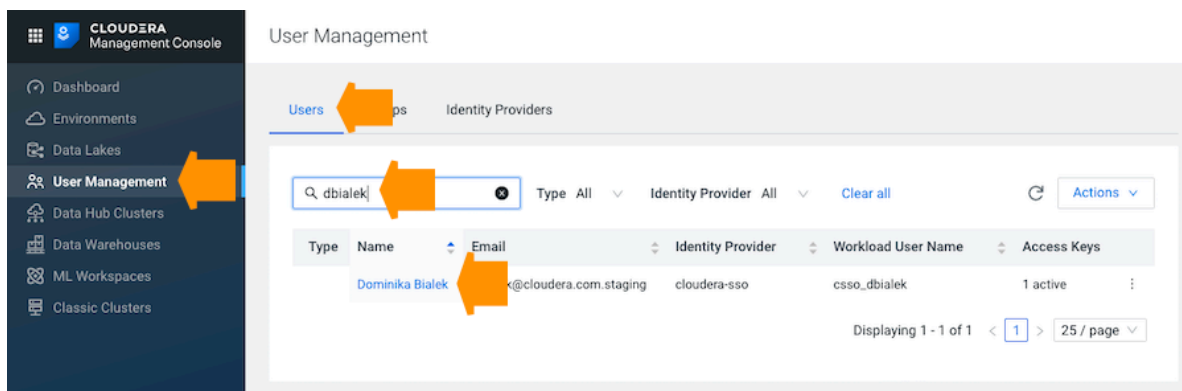 CLOUDERA
Management Console
User Management
Dashboard
Environments
Data Lakes
User Management
Data Hub Clusters
Data Warehouses
ML Workspaces
Classic Clusters
Users ps Identity Providers
dbialek Type All Identity Provider All Clear all Actions
Type Name Email Identity Provider Workload User Name Access Keys
Dominika Bialek k@cloudera.com.staging cloudera-sso csso_dbialek 1 active
Displaying 1 - 1 of 1 < 1 > 25 / page